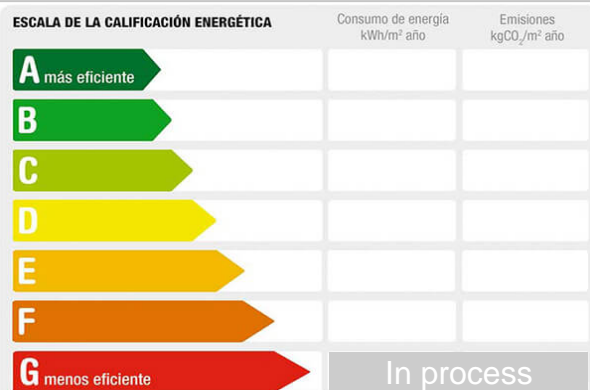 ESCALA DE LA CALIFICACIÓN ENERGÉTICA
Consumo de energía
kWh/m² año
Emisiones
kgCO₂/m² año
A más eficiente
B
C
D
E
F
G menos eficiente
In process